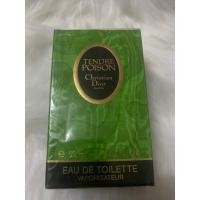 TENDRE
POISON
Christian
Dior
EAU DE TOILETTE
VAPORISATEUR